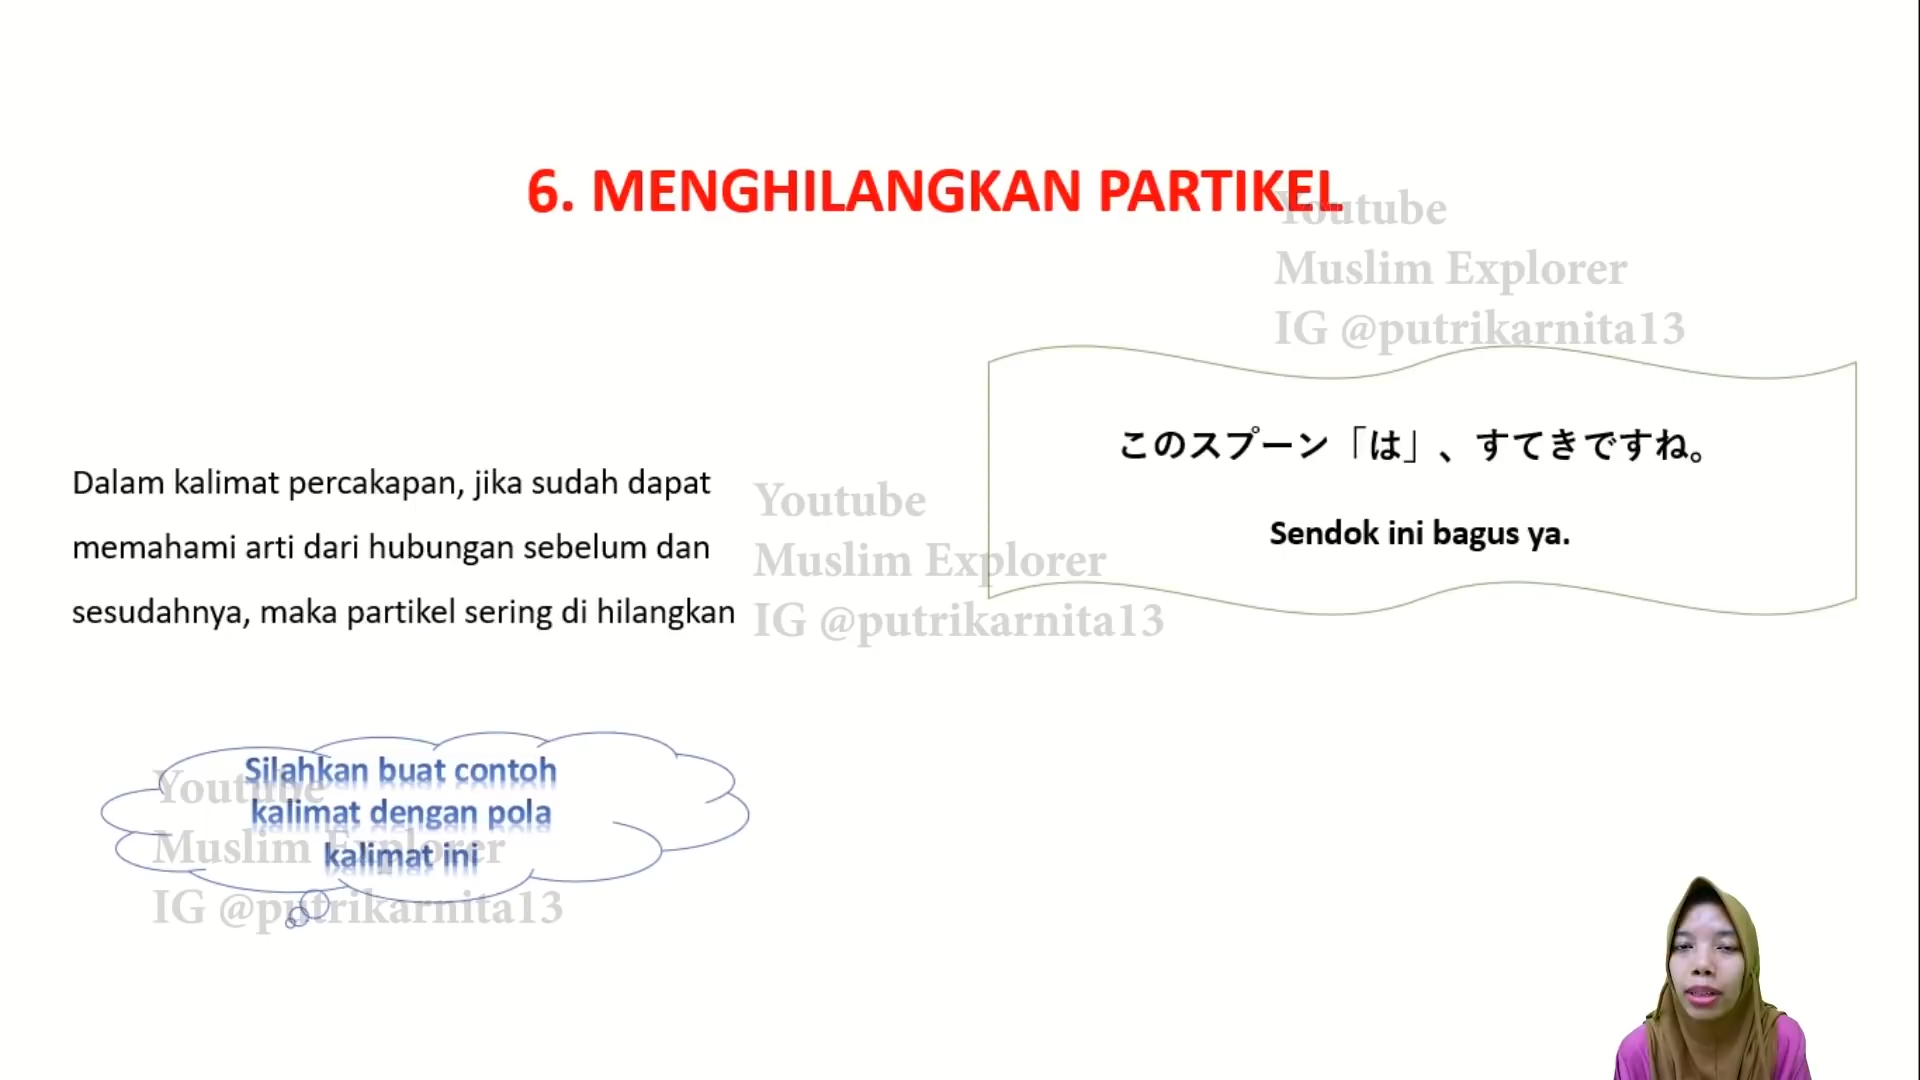 6. MENGHILANGKAN PARTIKEL
Youtube
Muslim Explorer
IG @putrikarnita13
このスプーン「は」、すてきですね。
Sendok ini bagus ya.
Dalam kalimat percakapan, jika sudah dapat
memahami arti dari hubungan sebelum dan
sesudahnya, maka partikel sering di hilangkan
Youtube
Muslim Explorer
IG @putrikarnita13
Silahkan buat contoh
kalimat dengan pola
kalimat ini
Youtube
Muslim Explorer
IG @putrikarnita13